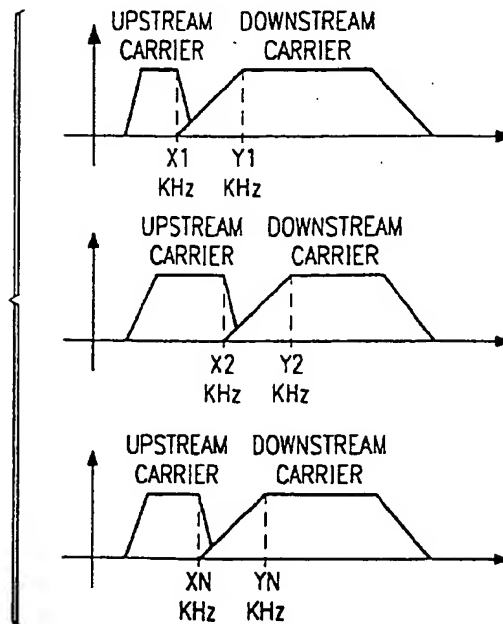 UPSTREAM DOWNSTREAM
CARRIER CARRIER
X1 Y1
KHz KHz
UPSTREAM DOWNSTREAM
CARRIER CARRIER
X2 Y2
KHz KHz
UPSTREAM DOWNSTREAM
CARRIER CARRIER
XN YN
KHz KHz